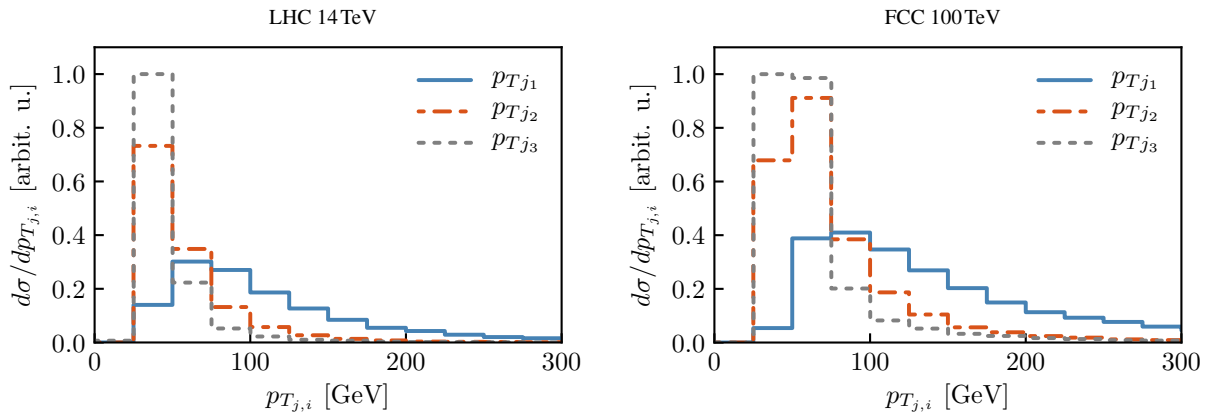 LHC 14 TeV
dσ/dp_{T_{j,i}} [arbit. u.]
1.0
0.8
0.6
0.4
0.2
0.0
p_{T j_1}
p_{T j_2}
p_{T j_3}
0 100 200 300
p_{T_{j,i}} [GeV]
FCC 100 TeV
dσ/dp_{T_{j,i}} [arbit. u.]
1.0
0.8
0.6
0.4
0.2
0.0
p_{T j_1}
p_{T j_2}
p_{T j_3}
0 100 200 300
p_{T_{j,i}} [GeV]